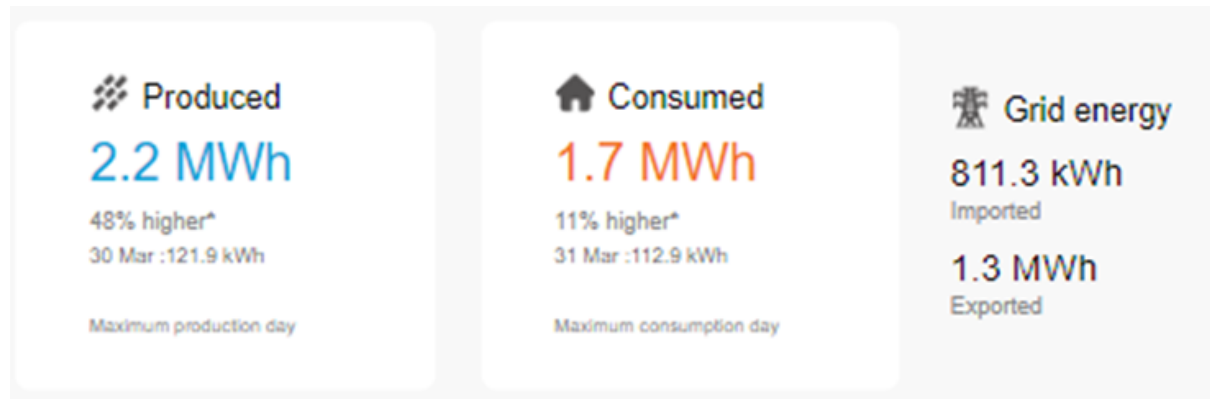 Produced
2.2 MWh
48% higher*
30 Mar :121.9 kWh
Maximum production day
Consumed
1.7 MWh
11% higher*
31 Mar :112.9 kWh
Maximum consumption day
Grid energy
811.3 kWh
Imported
1.3 MWh
Exported